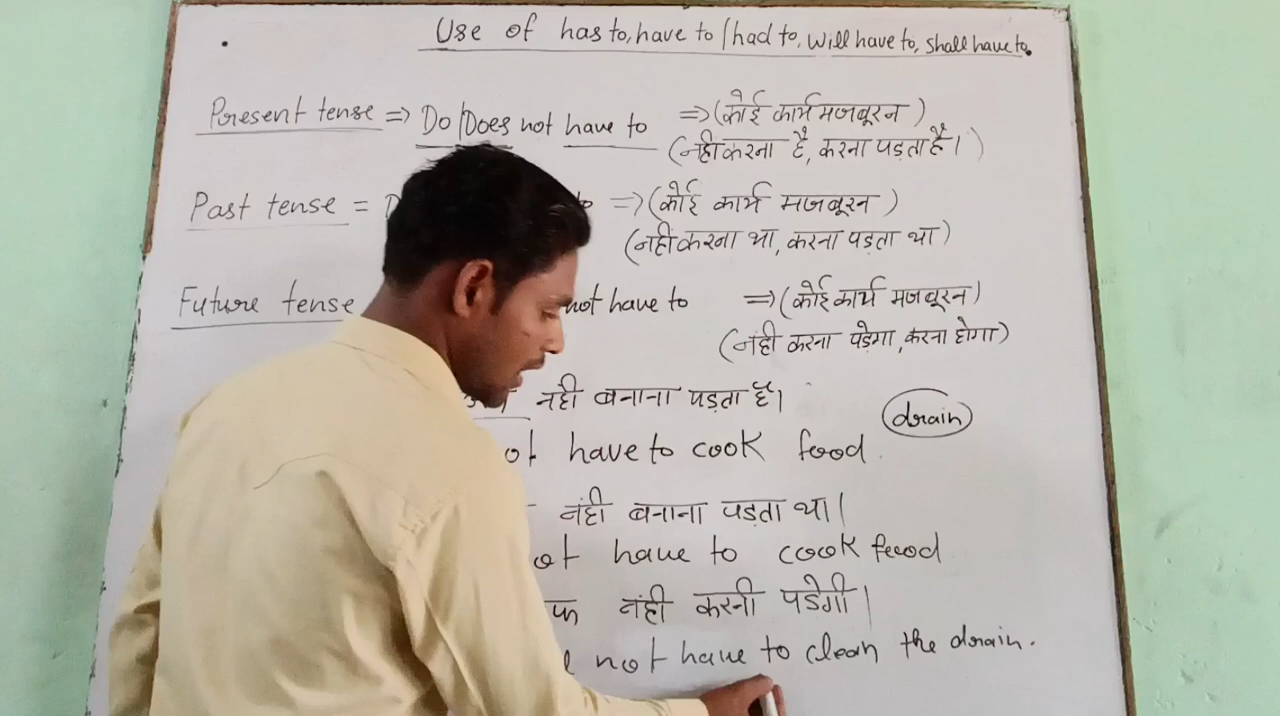 Use of has to, have to / had to, will have to, shall have to.
Present tense ⇒ Do/Does not have to ⇒ (कोई कार्य मजबूरन)
(नहीं करना है, करना पड़ता है।)
Past tense = D to ⇒ (कोई कार्य मजबूरन)
(नहीं करना था, करना पड़ता था)
Future tense not have to ⇒ (कोई कार्य मजबूरन)
(नही करना पड़ेगा, करना होगा)
नही बनाना पड़ता है।
drain
ot have to cook food.
नंही बनाना पड़ता था।
ot have to cook food
नंही करनी पडेगी।
not have to clean the drain.